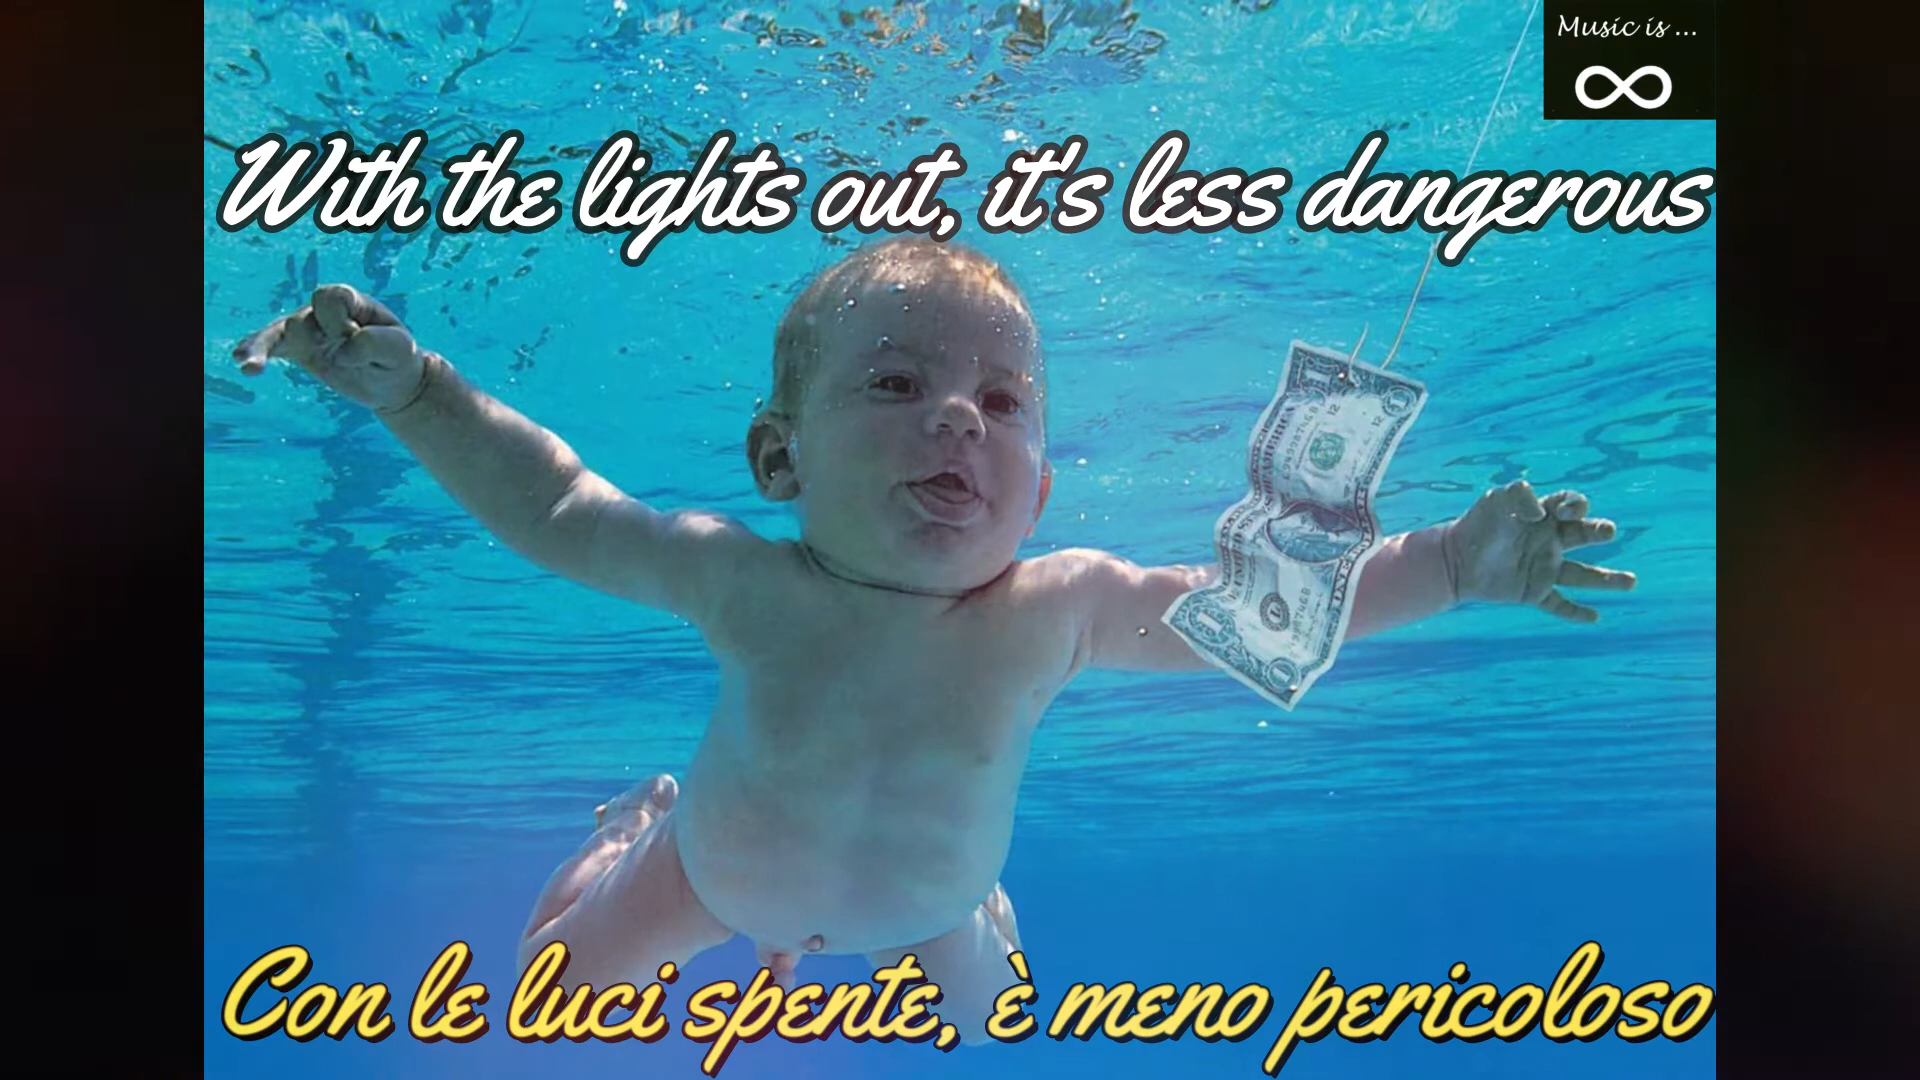 Music is ...
With the lights out, it's less dangerous
Con le luci spente, è meno pericoloso